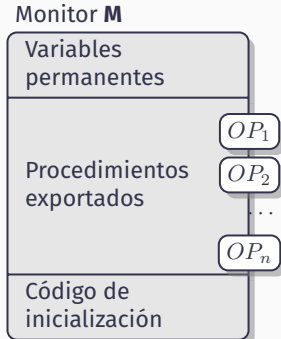 Monitor M
Variables
permanentes
OP1
Procedimientos
exportados
OP2
...
OPn
Código de
inicialización